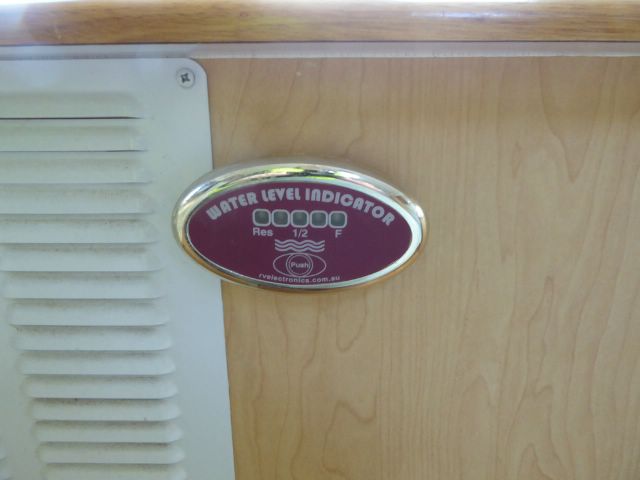 WATER LEVEL INDICATOR
Res 1/2 F
Push
rvelectronics.com.au